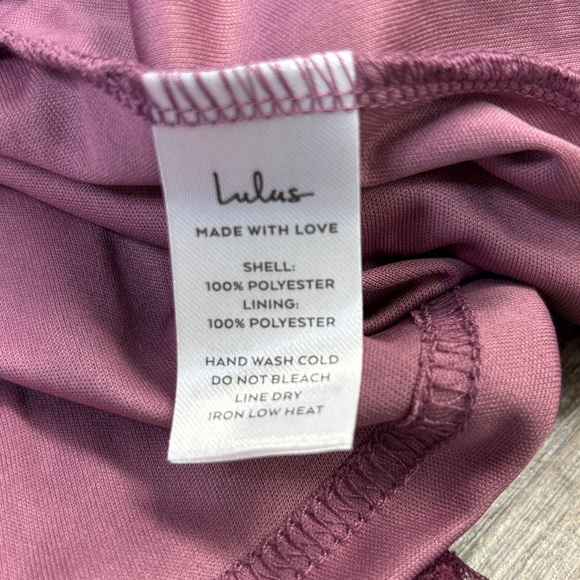 Lulus
MADE WITH LOVE
SHELL:
100% POLYESTER
LINING:
100% POLYESTER
HAND WASH COLD
DO NOT BLEACH
LINE DRY
IRON LOW HEAT